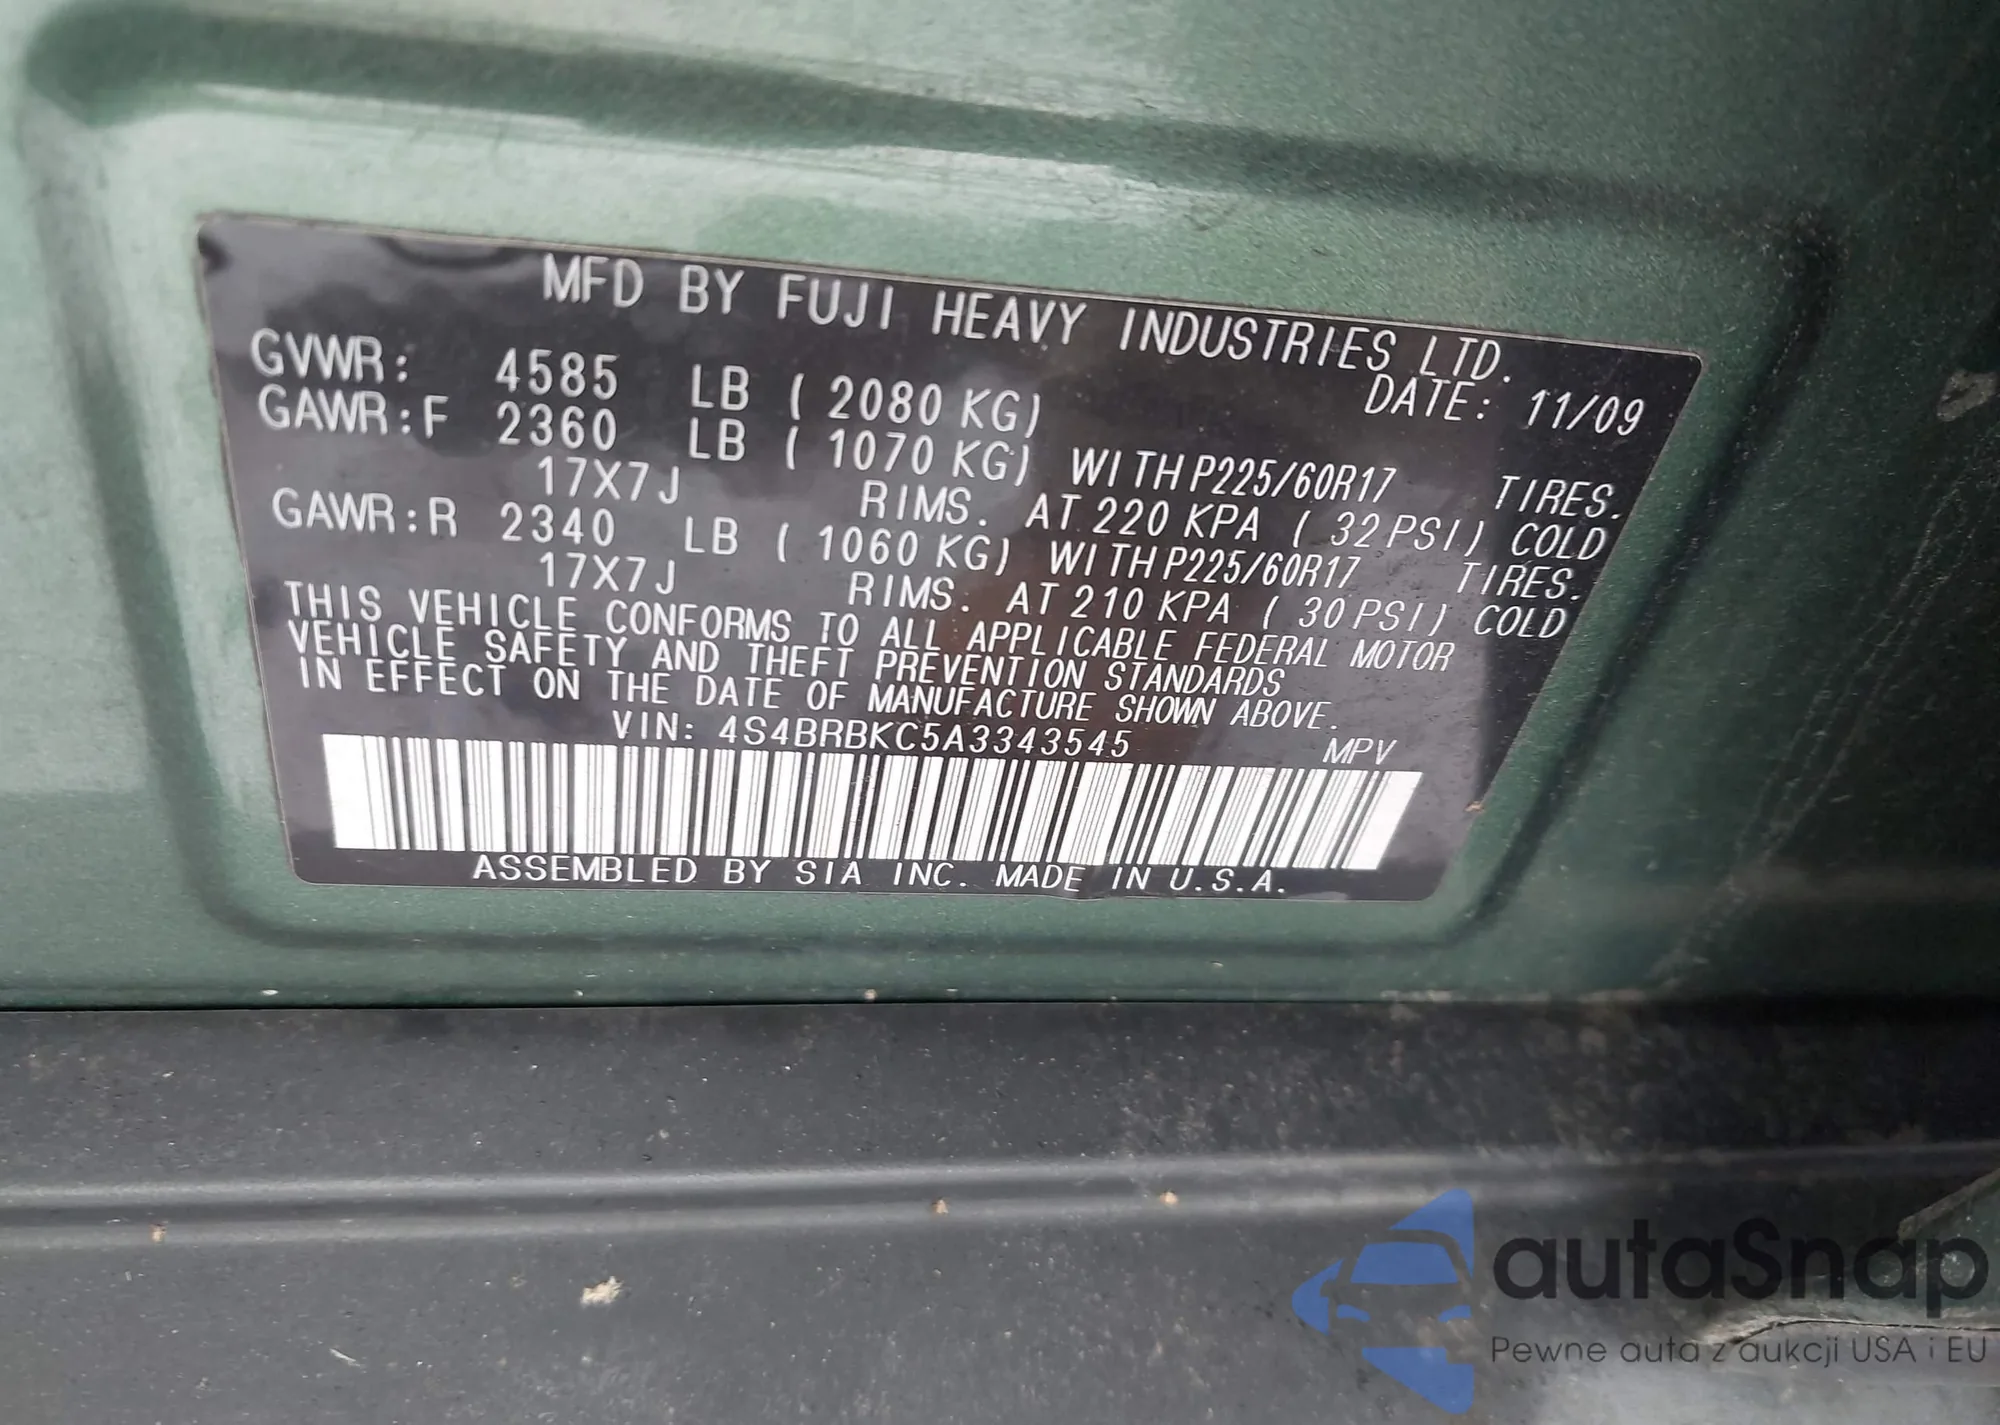 MFD BY FUJI HEAVY INDUSTRIES LTD.
DATE: 11/09
GVWR: 4585 LB ( 2080 KG)
GAWR:F 2360 LB ( 1070 KG) WITH P225/60R17 TIRES.
17X7J RIMS. AT 220 KPA ( 32 PSI) COLD
GAWR:R 2340 LB ( 1060 KG) WITH P225/60R17 TIRES.
17X7J RIMS. AT 210 KPA ( 30 PSI) COLD
THIS VEHICLE CONFORMS TO ALL APPLICABLE FEDERAL MOTOR
VEHICLE SAFETY AND THEFT PREVENTION STANDARDS
IN EFFECT ON THE DATE OF MANUFACTURE SHOWN ABOVE.
VIN: 4S4BRBKC5A3343545 MPV
ASSEMBLED BY SIA INC. MADE IN U.S.A.
autaSnap
Pewne auta z aukcji USA i EU